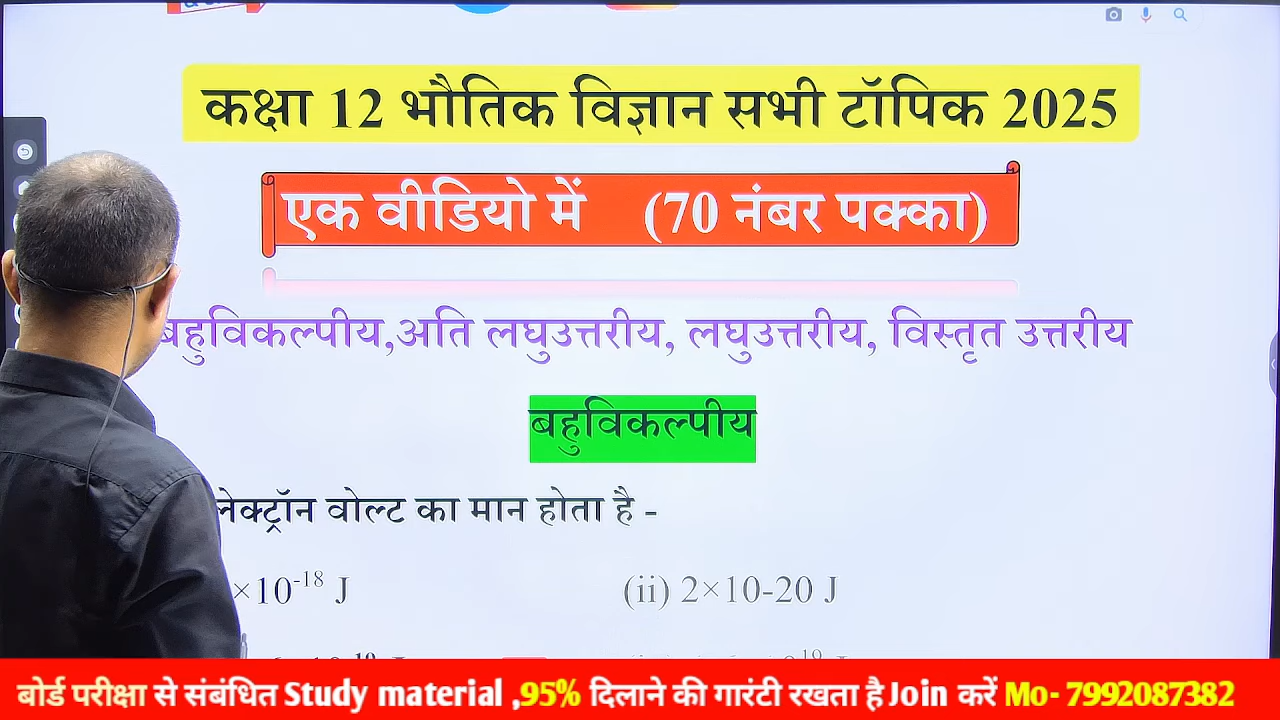 कक्षा 12 भौतिक विज्ञान सभी टॉपिक 2025
एक वीडियो में (70 नंबर पक्का)
बहुविकल्पीय,अति लघुउत्तरीय, लघुउत्तरीय, विस्तृत उत्तरीय
बहुविकल्पीय
लेक्ट्रॉन वोल्ट का मान होता है -
×10⁻¹⁸ J (ii) 2×10-20 J
बोर्ड परीक्षा से संबंधित Study material ,95% दिलाने की गारंटी रखता है Join करें Mo- 7992087382